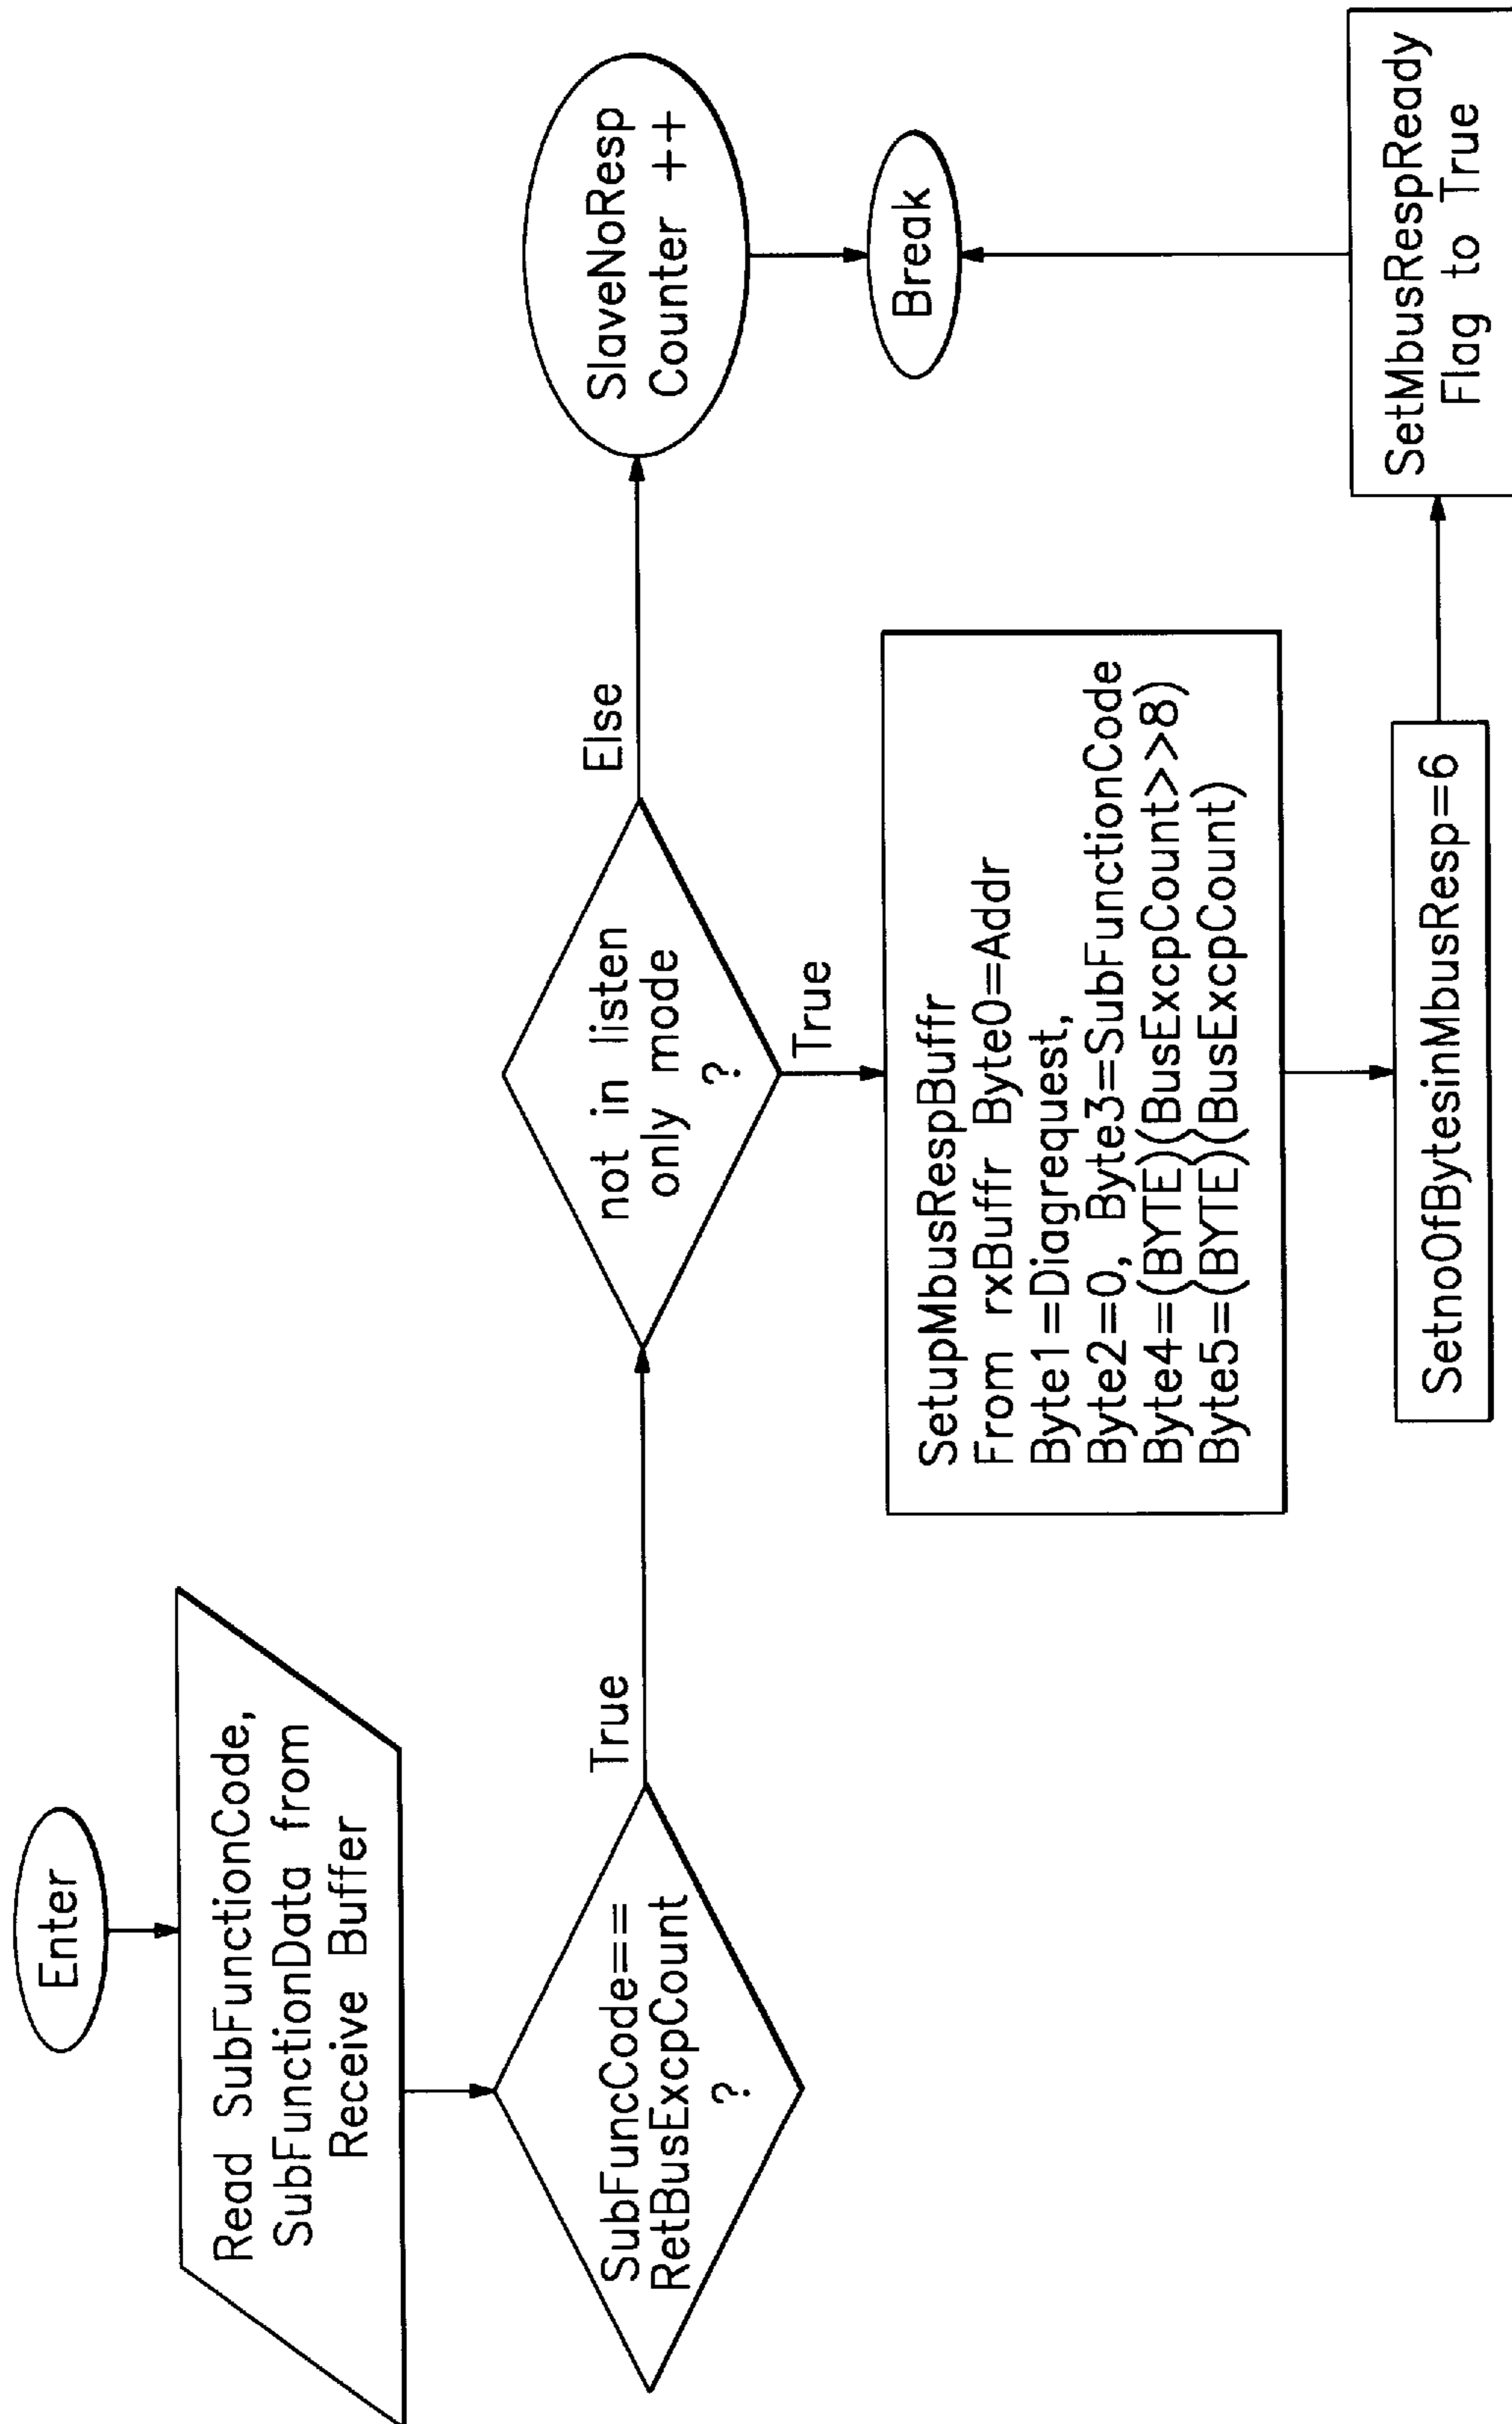 Enter
Read SubFunctionCode,
SubFunctionData from
Receive Buffer
SubFuncCode==
RetBusExcpCount
?
True
not in listen
only mode
?
Else
True
SlaveNoResp
Counter ++
Break
SetupMbusRespBuffr
From rxBuffr Byte0=Addr
Byte1=Diagrequest,
Byte2=0, Byte3=SubFunctionCode
Byte4=(BYTE)(BusExcpCount>>8)
Byte5=(BYTE)(BusExcpCount)
SetnoOfBytesinMbusResp=6
SetMbusRespReady
Flag to True